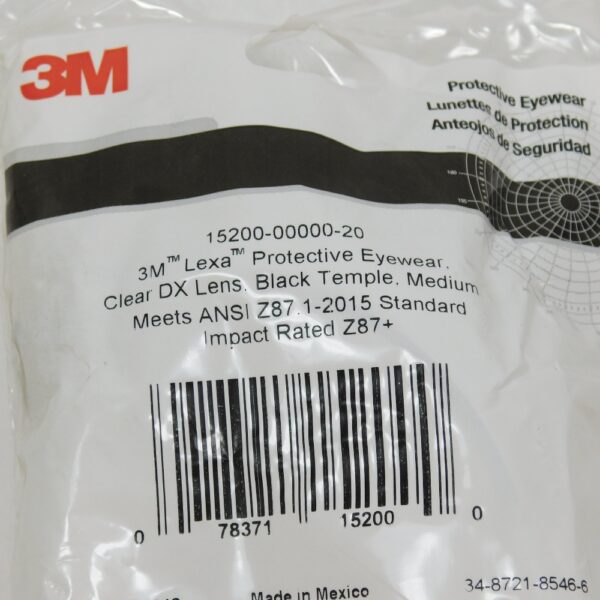 3M
Protective Eyewear
Lunettes de Protection
Anteojos de Seguridad
15200-00000-20
3M™ Lexa™ Protective Eyewear,
Clear DX Lens, Black Temple, Medium
Meets ANSI Z87.1-2015 Standard
Impact Rated Z87+
0 78371 15200 0
Made in Mexico
34-8721-8546-6